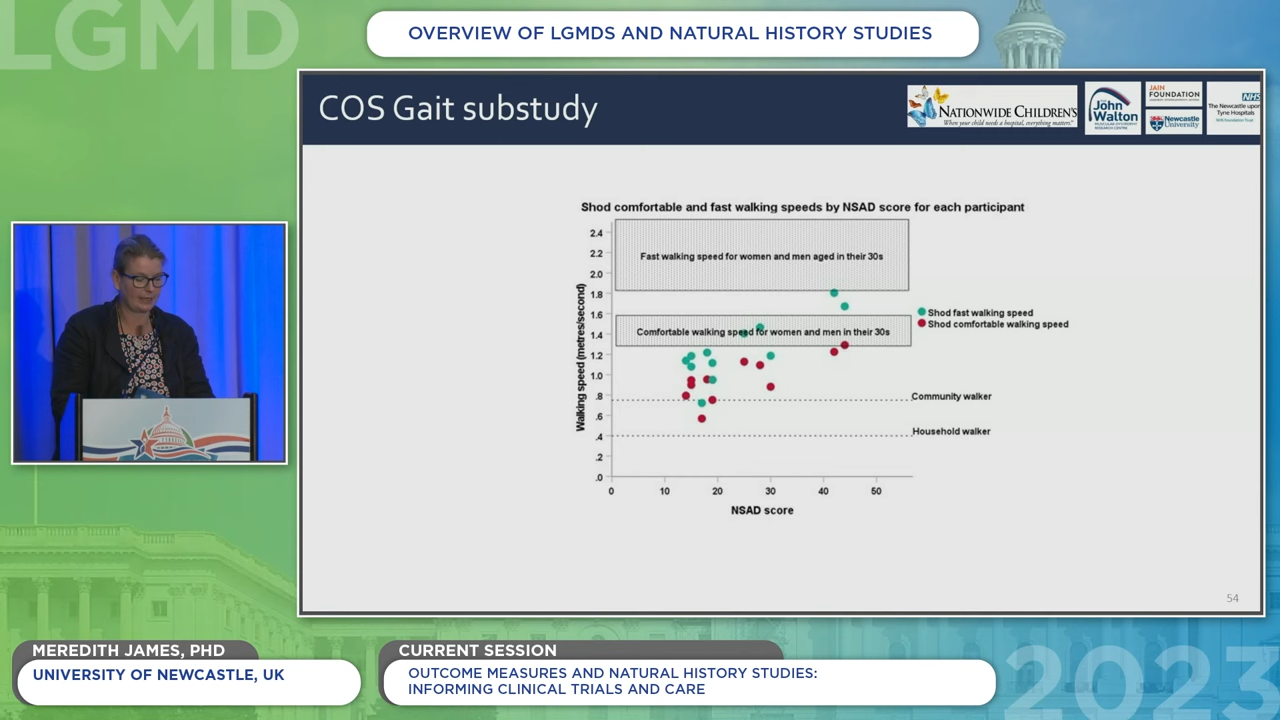 LGMD
OVERVIEW OF LGMDS AND NATURAL HISTORY STUDIES
COS Gait substudy
NATIONWIDE CHILDREN'S
When your child needs a hospital, everything matters.
John
Walton
JAIN
FOUNDATION
Newcastle
University
NHS
The Newcastle upon
Tyne Hospitals
NHS Foundation Trust
Shod comfortable and fast walking speeds by NSAD score for each participant
Walking speed (metres/second)
2.4
2.2
2.0
1.8
1.6
1.4
1.2
1.0
.8
.6
.4
.2
.0
Fast walking speed for women and men aged in their 30s
Comfortable walking speed for women and men in their 30s
Shod fast walking speed
Shod comfortable walking speed
Community walker
Household walker
0 10 20 30 40 50
NSAD score
54
MEREDITH JAMES, PHD
UNIVERSITY OF NEWCASTLE, UK
CURRENT SESSION
OUTCOME MEASURES AND NATURAL HISTORY STUDIES:
INFORMING CLINICAL TRIALS AND CARE
2023